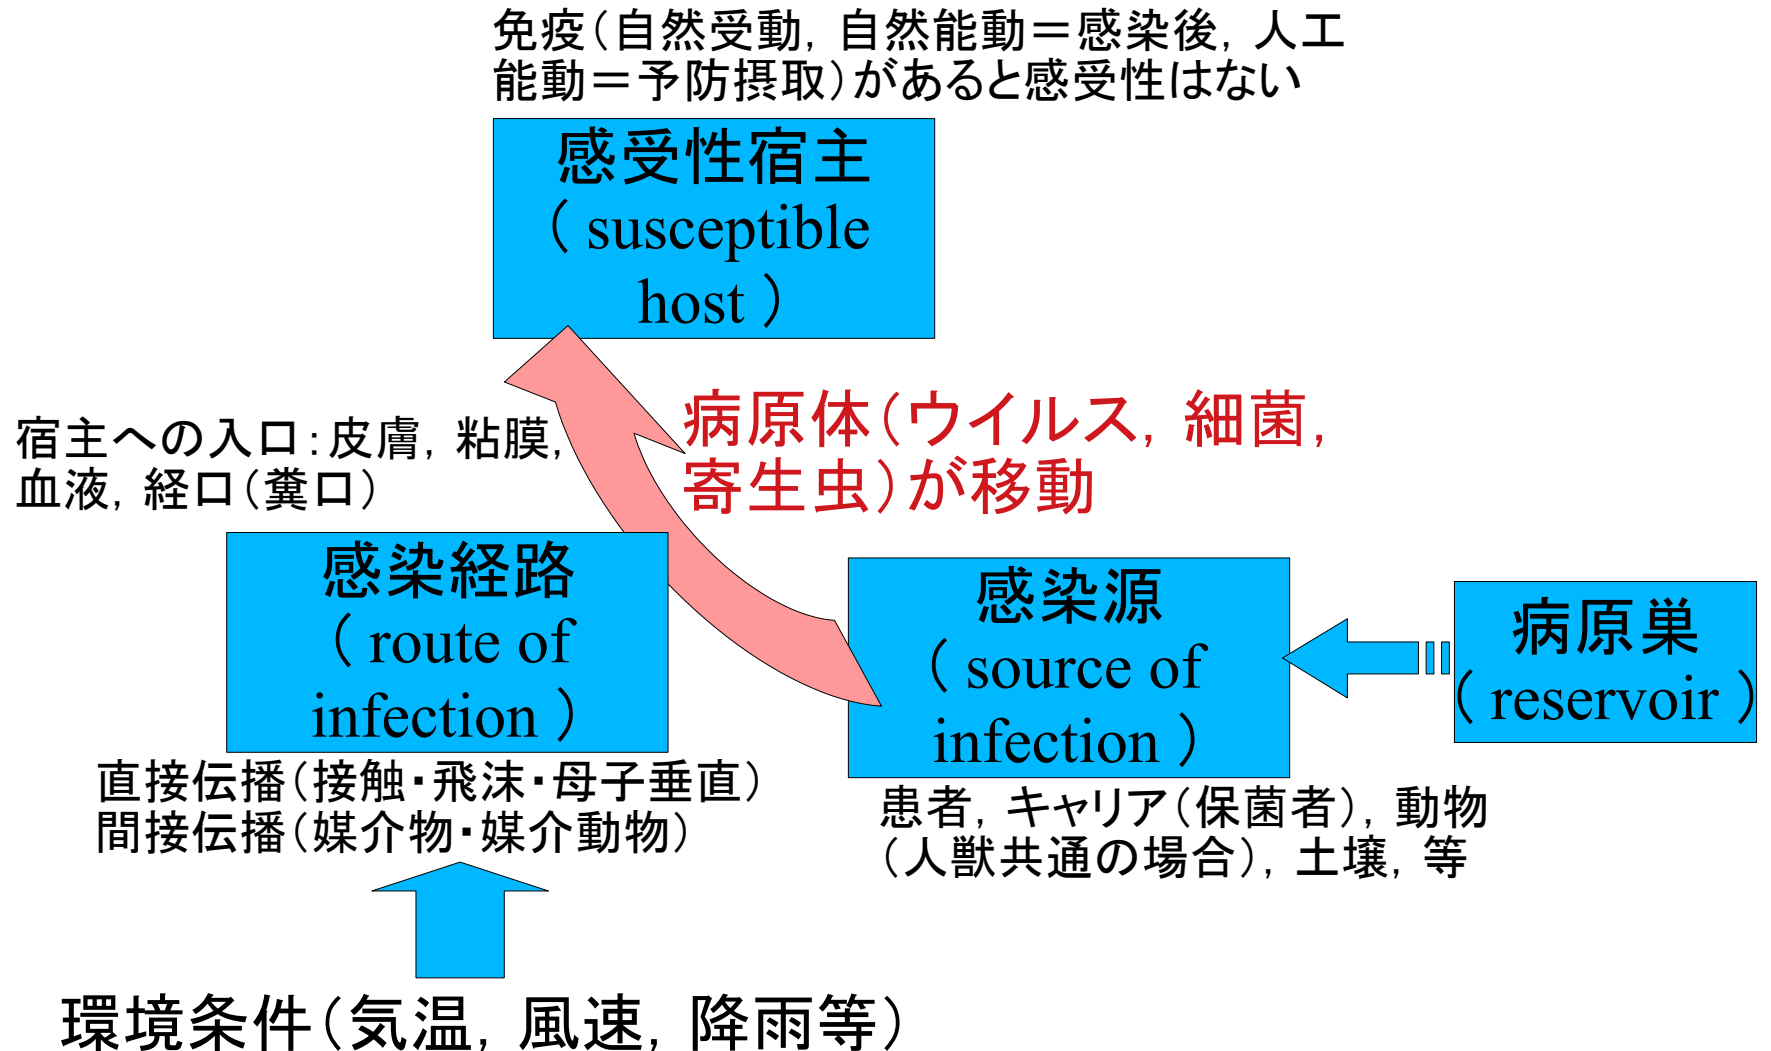 免疫（自然受動，自然能動＝感染後，人工
能動＝予防摂取）があると感受性はない
感受性宿主
（ susceptible
host ）
病原体（ウイルス，細菌，
寄生虫）が移動
宿主への入口：皮膚，粘膜，
血液，経口（糞口）
感染経路
（ route of
infection ）
直接伝播（接触・飛沫・母子垂直）
間接伝播（媒介物・媒介動物）
感染源
（ source of
infection ）
患者，キャリア（保菌者），動物
（人獣共通の場合），土壌，等
病原巣
（ reservoir ）
環境条件（気温，風速，降雨等）